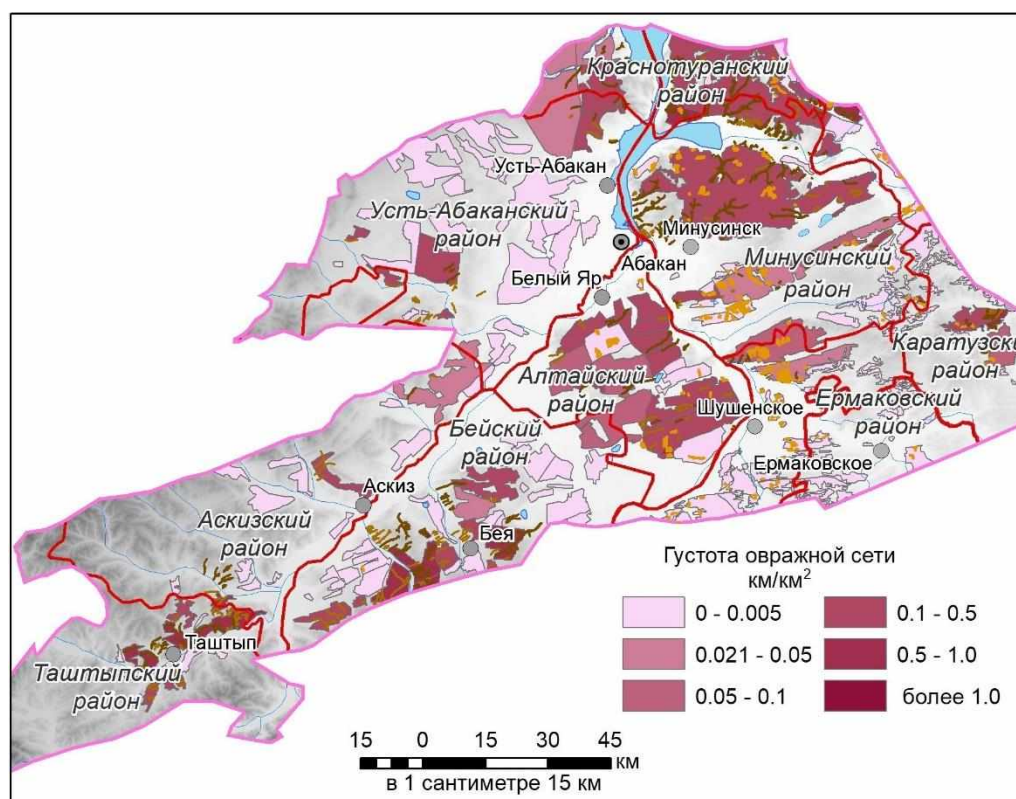 Краснотуранский
район
Усть-Абакан
Усть-Абаканский
район
Минусинск
Абакан
Минусинский
район
Белый Яр
Каратузски
район
Алтайский
район
Ермаковский
район
Шушенское
Бейский
район
Ермаковское
Аскиз
Аскизский
район
Бея
Таштып
Таштыпский
район
Густота овражной сети
км/км²
0 - 0.005
0.021 - 0.05
0.05 - 0.1
0.1 - 0.5
0.5 - 1.0
более 1.0
15 0 15 30 45
км
в 1 сантиметре 15 км